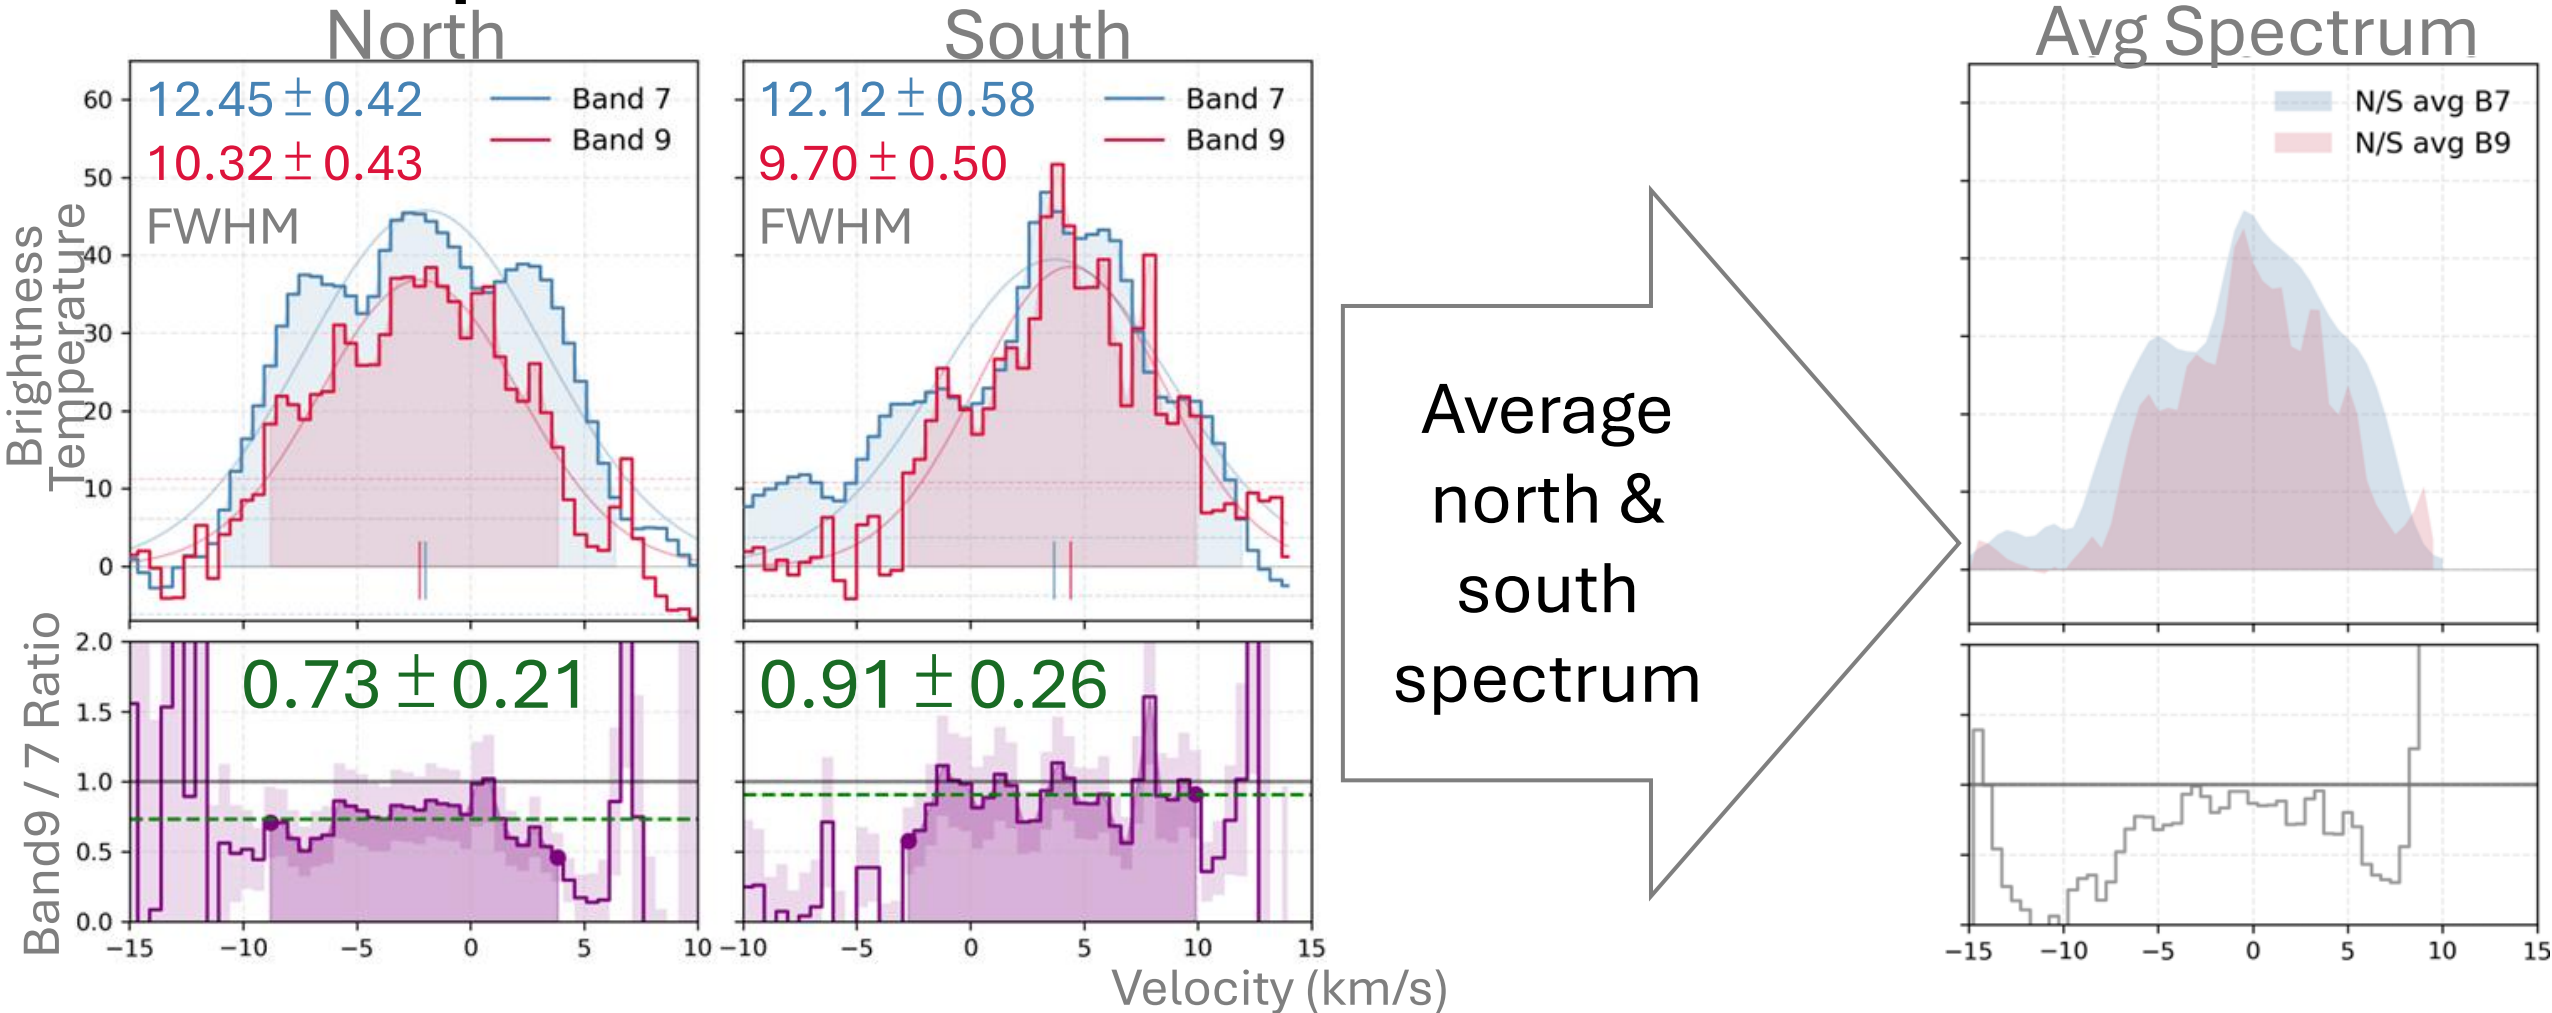 North
South
Avg Spectrum
12.45 ± 0.42
10.32 ± 0.43
FWHM
Band 7
Band 9
12.12 ± 0.58
9.70 ± 0.50
FWHM
Band 7
Band 9
N/S avg B7
N/S avg B9
Brightness
Temperature
60
50
40
30
20
10
0
Average
north &
south
spectrum
Band9 / 7 Ratio
2.0
1.5
1.0
0.5
0.0
0.73 ± 0.21
0.91 ± 0.26
−15 −10 −5 0 5 10
−10 −5 0 5 10 15
−15 −10 −5 0 5 10 15
Velocity (km/s)